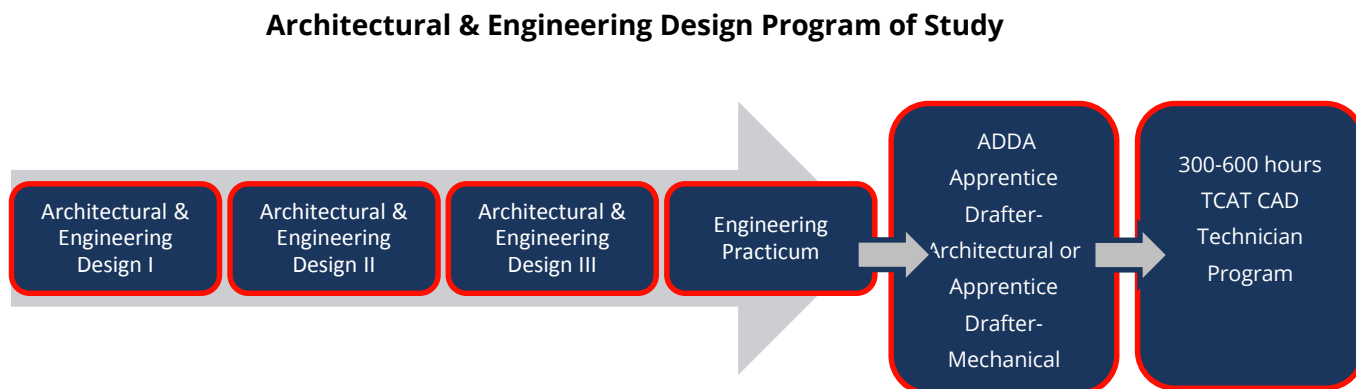 Architectural & Engineering Design Program of Study
Architectural &
Engineering
Design I
Architectural &
Engineering
Design II
Architectural &
Engineering
Design III
Engineering
Practicum
ADDA
Apprentice
Drafter-
Architectural or
Apprentice
Drafter-
Mechanical
300-600 hours
TCAT CAD
Technician
Program